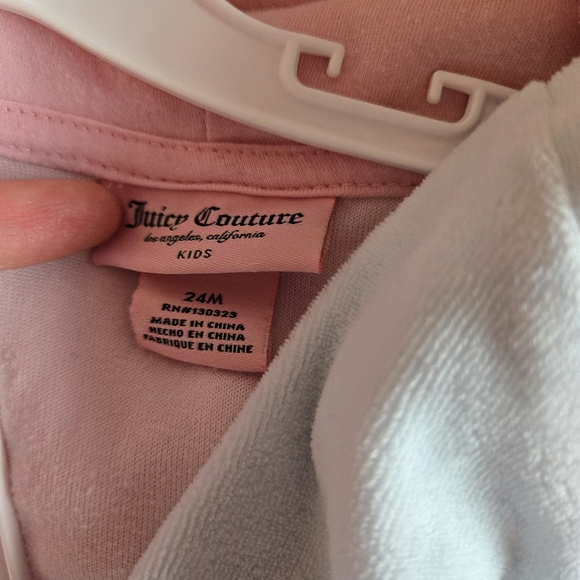 Juicy Couture
los angeles, california
KIDS
24M
RN#130323
MADE IN CHINA
HECHO EN CHINA
FABRIQUE EN CHINE